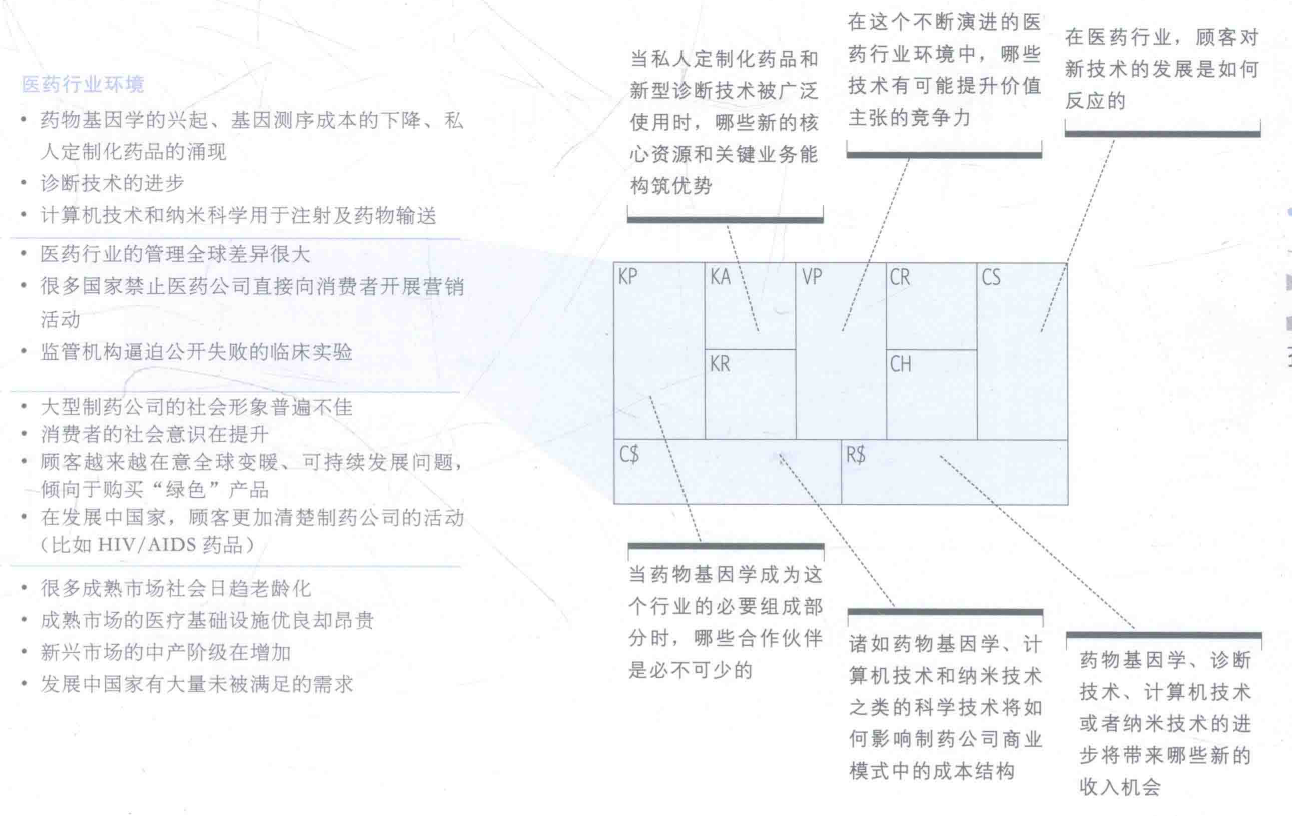 医药行业环境
• 药物基因学的兴起、基因测序成本的下降、私
人定制化药品的涌现
• 诊断技术的进步
• 计算机技术和纳米科学用于注射及药物输送
• 医药行业的管理全球差异很大
• 很多国家禁止医药公司直接向消费者开展营销
活动
• 监管机构逼迫公开失败的临床实验
• 大型制药公司的社会形象普遍不佳
• 消费者的社会意识在提升
• 顾客越来越在意全球变暖、可持续发展问题，
倾向于购买“绿色”产品
• 在发展中国家，顾客更加清楚制药公司的活动
（比如 HIV/AIDS 药品）
• 很多成熟市场社会日趋老龄化
• 成熟市场的医疗基础设施优良却昂贵
• 新兴市场的中产阶级在增加
• 发展中国家有大量未被满足的需求
当私人定制化药品和
新型诊断技术被广泛
使用时，哪些新的核
心资源和关键业务能
构筑优势
在这个不断演进的医
药行业环境中，哪些
技术有可能提升价值
主张的竞争力
在医药行业，顾客对
新技术的发展是如何
反应的
KP
KA
VP
CR
CS
KR
CH
C$
R$
当药物基因学成为这
个行业的必要组成部
分时，哪些合作伙伴
是必不可少的
诸如药物基因学、计
算机技术和纳米技术
之类的科学技术将如
何影响制药公司商业
模式中的成本结构
药物基因学、诊断
技术、计算机技术
或者纳米技术的进
步将带来哪些新的
收入机会